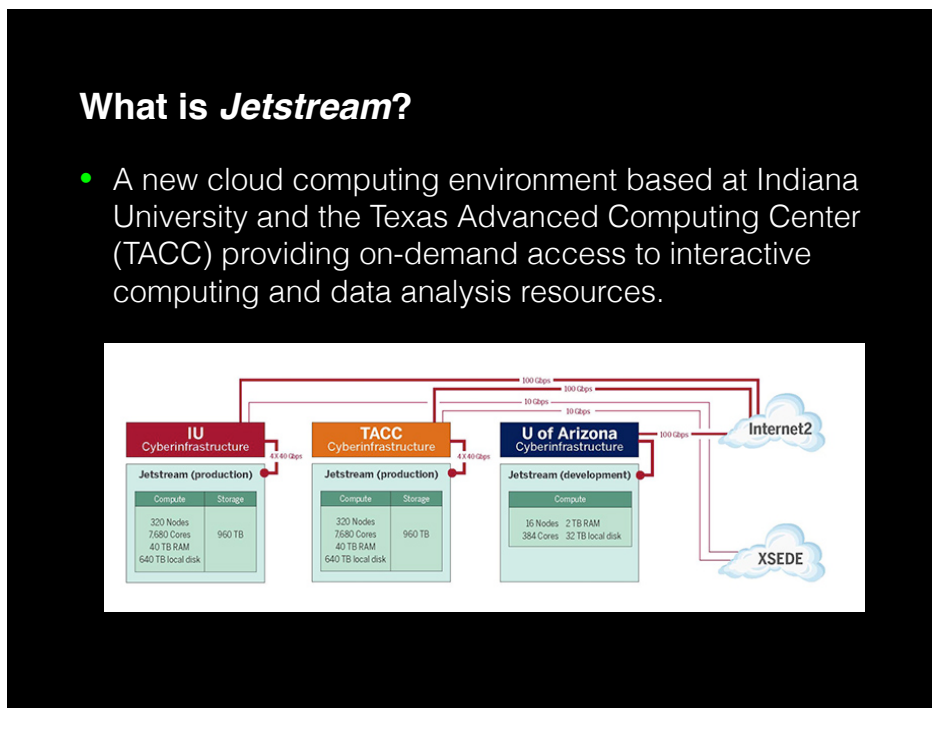 What is Jetstream?
• A new cloud computing environment based at Indiana
University and the Texas Advanced Computing Center
(TACC) providing on-demand access to interactive
computing and data analysis resources.
100 Gbps
100 Gbps
10 Gbps
10 Gbps
IU
Cyberinfrastructure
4 X 40 Gbps
Jetstream (production)
Compute Storage
320 Nodes
7,680 Cores
40 TB RAM
640 TB local disk
960 TB
TACC
Cyberinfrastructure
4 X 40 Gbps
Jetstream (production)
Compute Storage
320 Nodes
7,680 Cores
40 TB RAM
640 TB local disk
960 TB
U of Arizona
Cyberinfrastructure
100 Gbps
Jetstream (development)
Compute
16 Nodes 2 TB RAM
384 Cores 32 TB local disk
Internet2
XSEDE